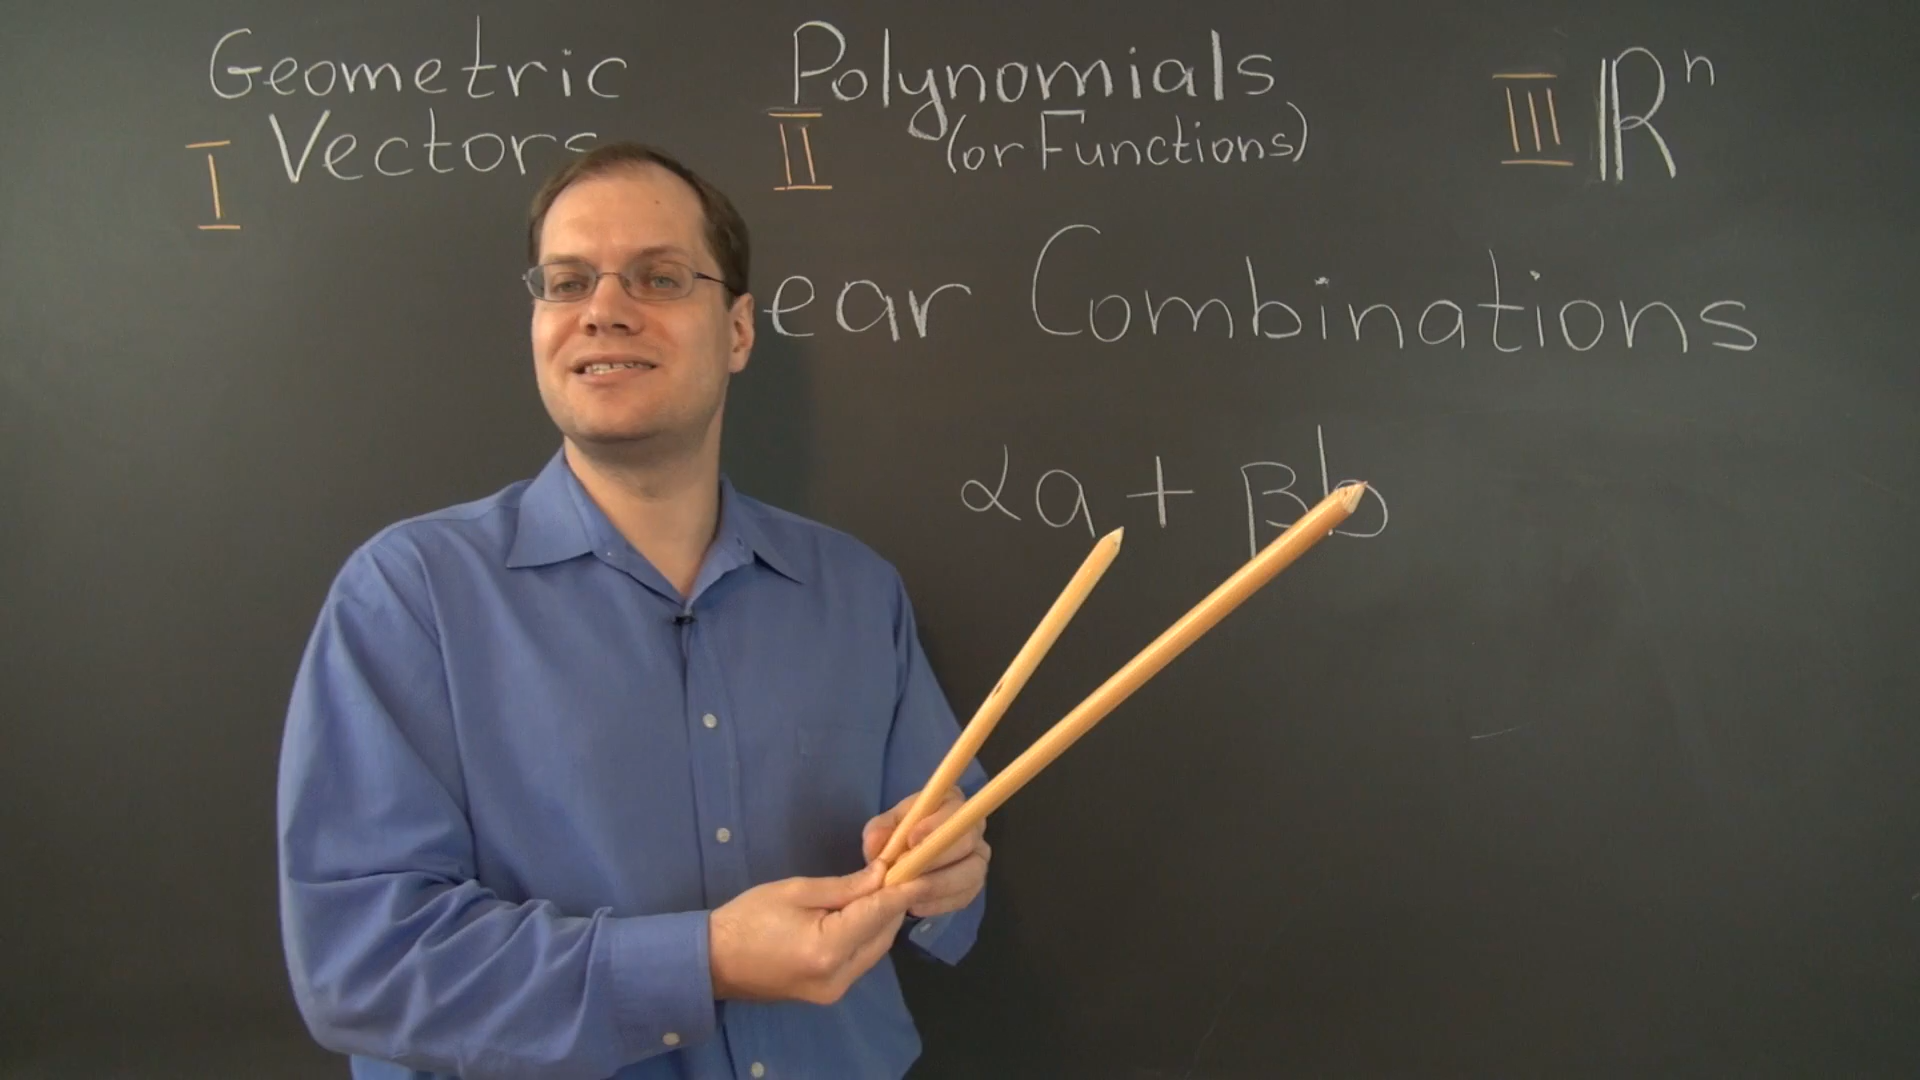 Geometric
Vectors
I
Polynomials
(or Functions)
II
III ℝⁿ
ear Combinations
αa + βb